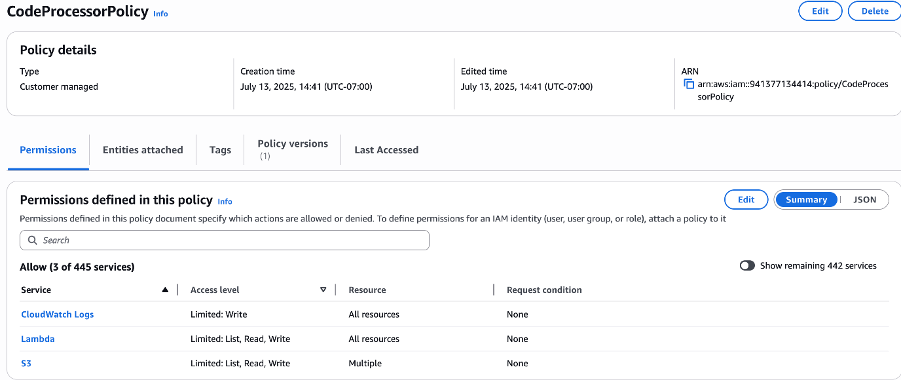 CodeProcessorPolicy Info
Edit
Delete
Policy details
Type
Customer managed
Creation time
July 13, 2025, 14:41 (UTC-07:00)
Edited time
July 13, 2025, 14:41 (UTC-07:00)
ARN
arn:aws:iam::941377134414:policy/CodeProces
sorPolicy
Permissions
Entities attached
Tags
Policy versions
(1)
Last Accessed
Permissions defined in this policy Info
Edit
Summary
JSON
Permissions defined in this policy document specify which actions are allowed or denied. To define permissions for an IAM identity (user, user group, or role), attach a policy to it
Search
Allow (3 of 445 services)
Show remaining 442 services
Service Access level Resource Request condition
CloudWatch Logs Limited: Write All resources None
Lambda Limited: List, Read, Write All resources None
S3 Limited: List, Read, Write Multiple None